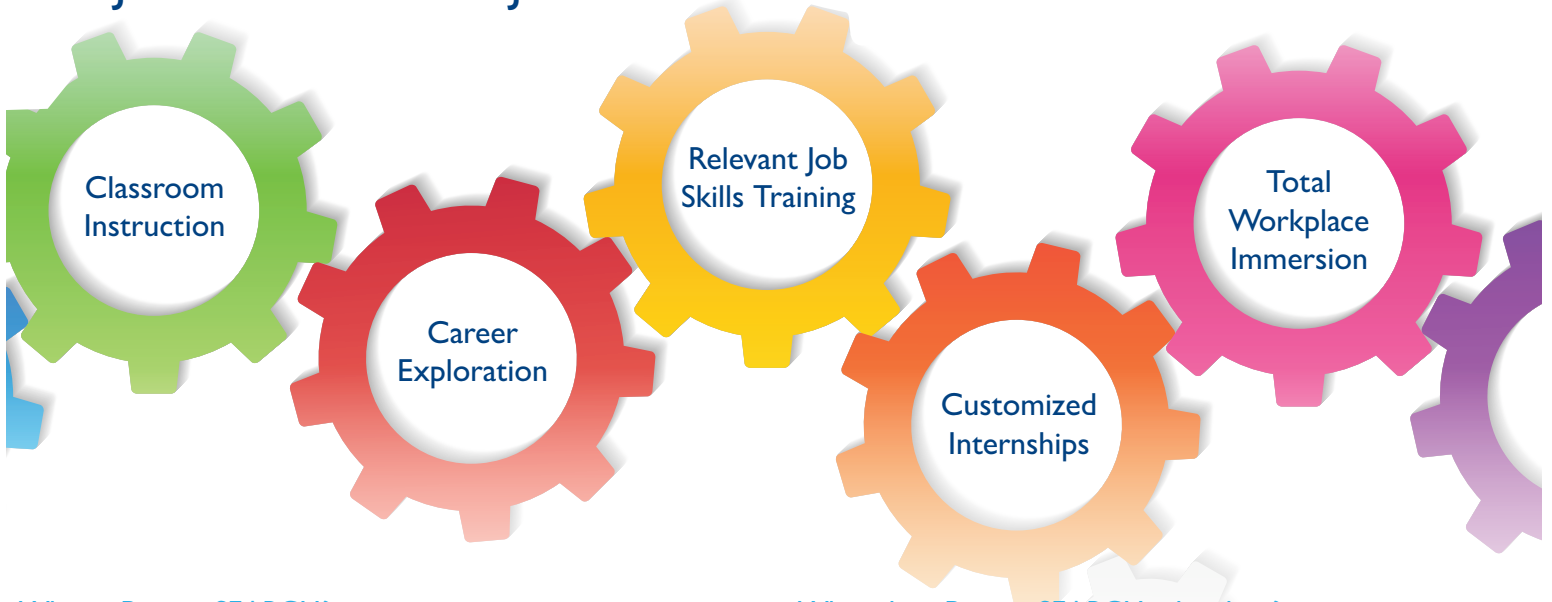 Classroom
Instruction
Career
Exploration
Relevant Job
Skills Training
Customized
Internships
Total
Workplace
Immersion